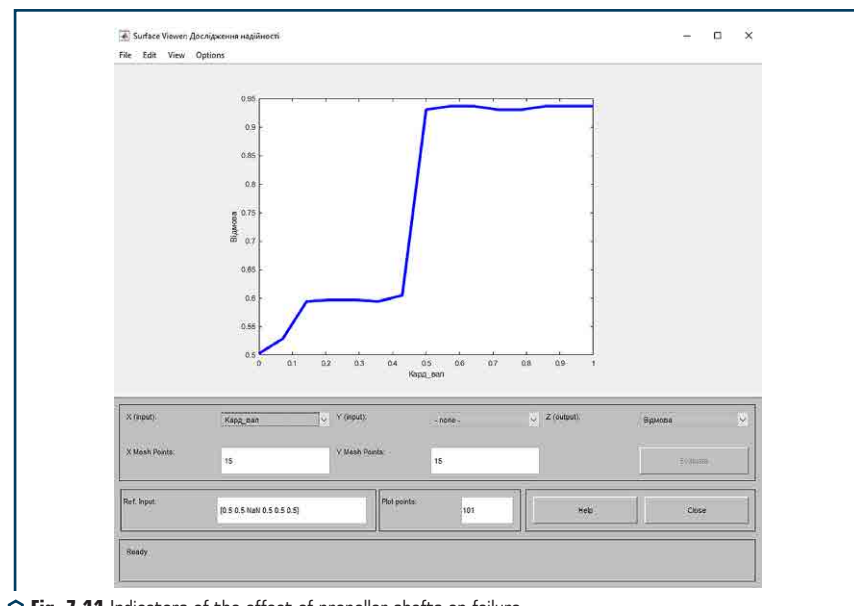 Surface Viewer: Дослідження надійності
File Edit View Options
0.95
0.9
0.85
0.8
0.75
0.7
0.65
0.6
0.55
0.5
Відмова
0 0.1 0.2 0.3 0.4 0.5 0.6 0.7 0.8 0.9 1
Кард_вал
X (input): Кард_вал Y (input): - none - Z (output): Відмова
X Mesh Points: 15 Y Mesh Points: 15 Evaluate
Ref. Input: [0.5 0.5 NaN 0.5 0.5 0.5] Plot points: 101 Help Close
Ready
Fig. 7.11 Indicators of the effect of propeller shafts on failure